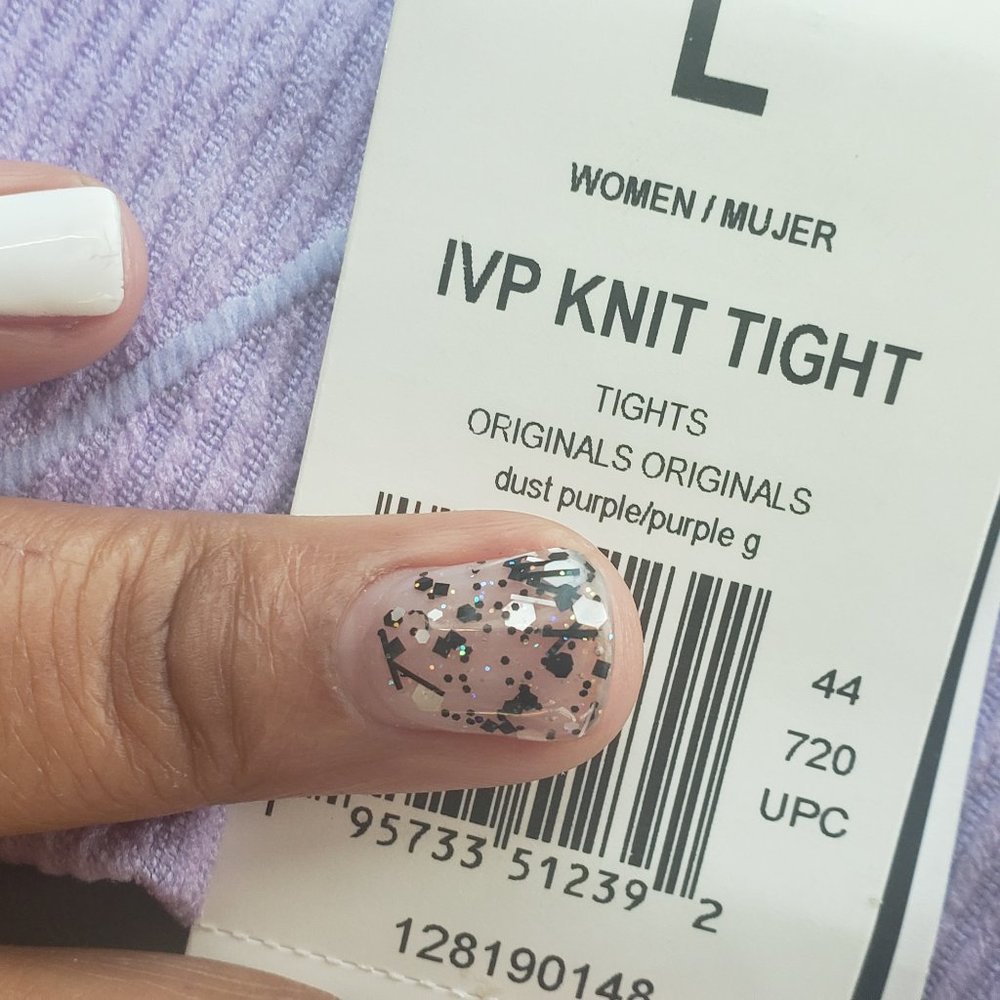 L
WOMEN / MUJER
IVP KNIT TIGHT
TIGHTS
ORIGINALS ORIGINALS
dust purple/purple g
44
720
UPC
95733 51239 2
128190148